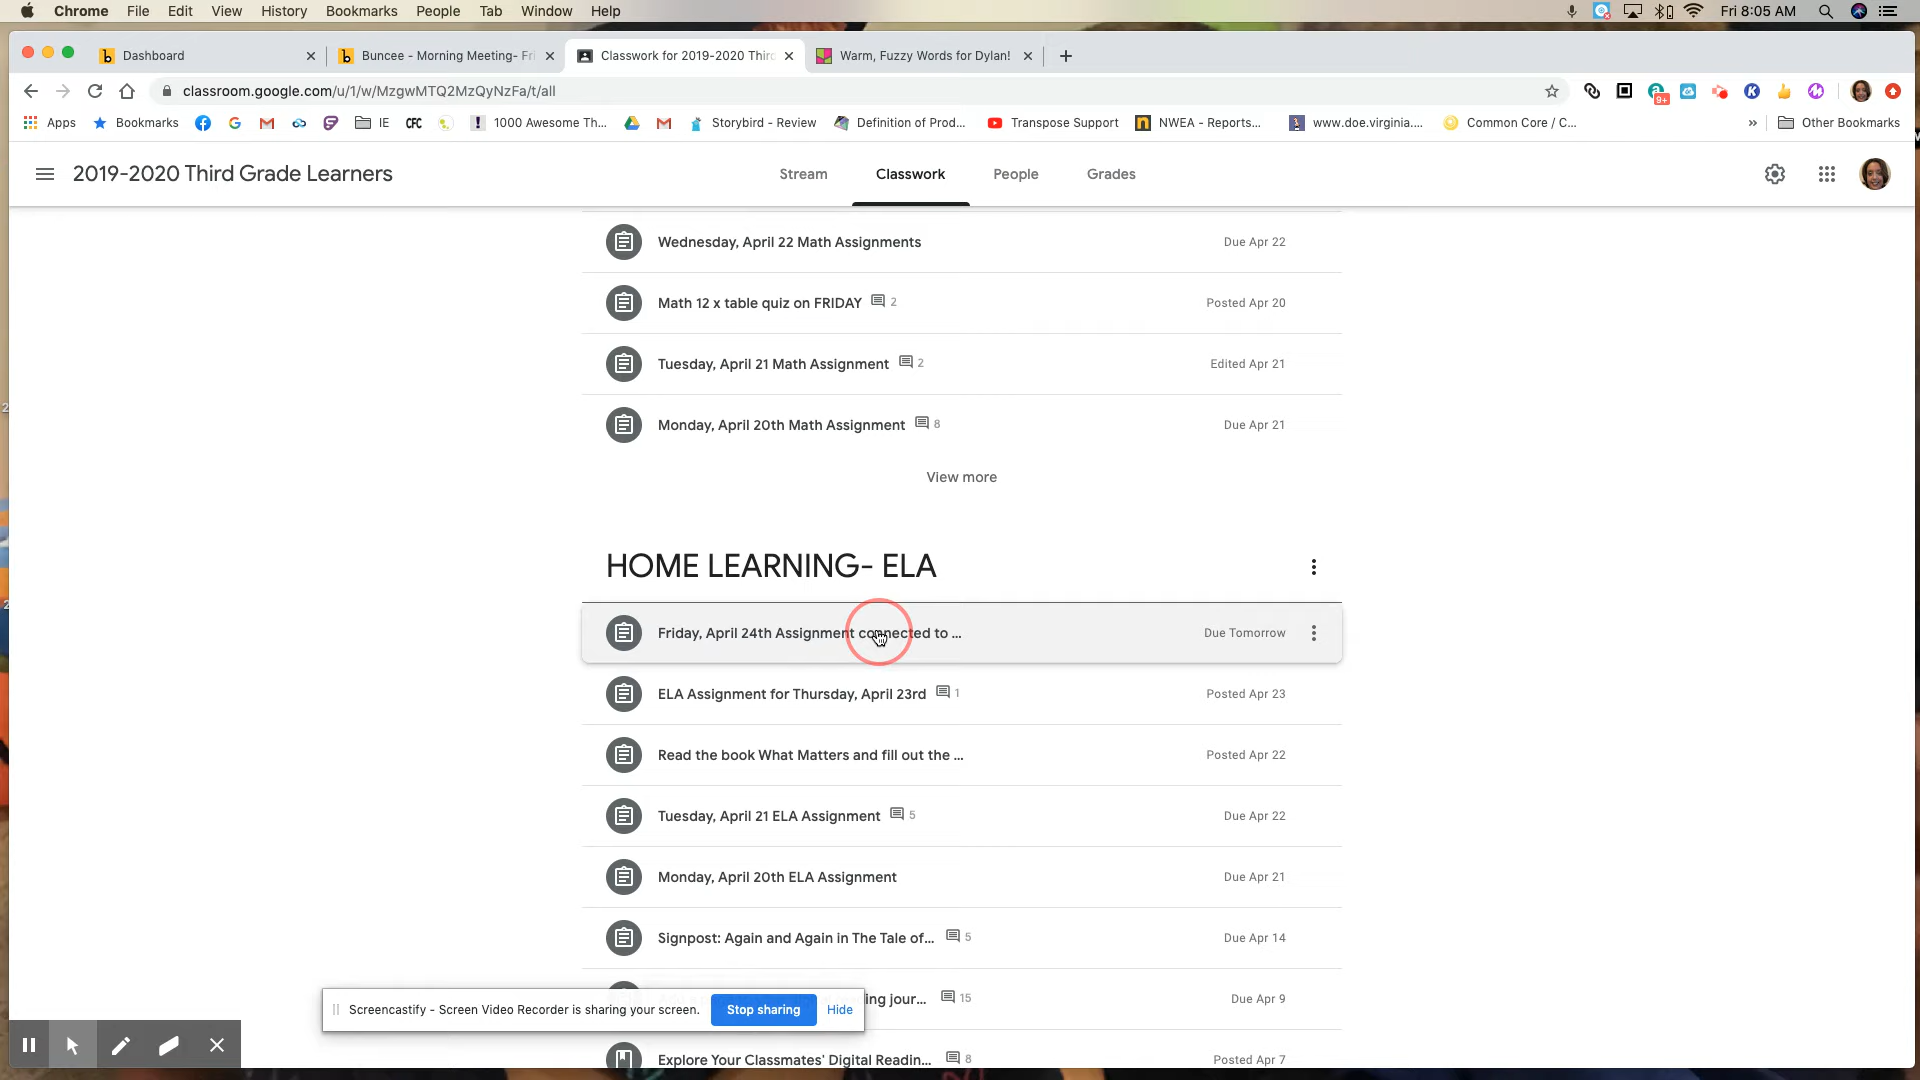 Chrome File Edit View History Bookmarks People Tab Window Help Fri 8:05 AM
Dashboard Buncee - Morning Meeting- Fri Classwork for 2019-2020 Third Warm, Fuzzy Words for Dylan!
classroom.google.com/u/1/w/MzgwMTQ2MzQyNzFa/t/all 9+
Apps Bookmarks IE CFC 1000 Awesome Th... Storybird - Review Definition of Prod... Transpose Support NWEA - Reports... www.doe.virginia.... Common Core / C... » Other Bookmarks
2019-2020 Third Grade Learners Stream Classwork People Grades
Wednesday, April 22 Math Assignments Due Apr 22
Math 12 x table quiz on FRIDAY 2 Posted Apr 20
Tuesday, April 21 Math Assignment 2 Edited Apr 21
Monday, April 20th Math Assignment 8 Due Apr 21
View more
HOME LEARNING- ELA
Friday, April 24th Assignment connected to ... Due Tomorrow
ELA Assignment for Thursday, April 23rd 1 Posted Apr 23
Read the book What Matters and fill out the ... Posted Apr 22
Tuesday, April 21 ELA Assignment 5 Due Apr 22
Monday, April 20th ELA Assignment Due Apr 21
Signpost: Again and Again in The Tale of... 5 Due Apr 14
ing jour... 15 Due Apr 9
Screencastify - Screen Video Recorder is sharing your screen. Stop sharing Hide
Explore Your Classmates' Digital Readin... 8 Posted Apr 7